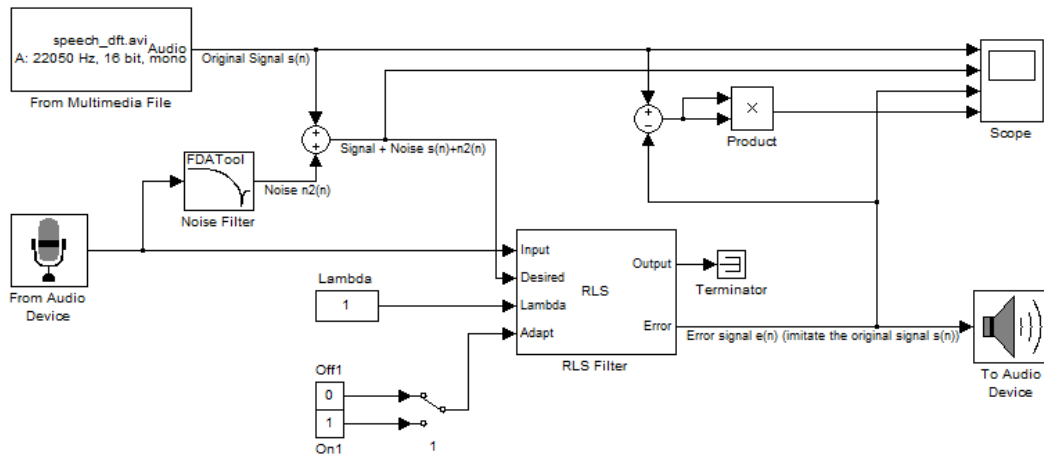 speech_dft.avi
A: 22050 Hz, 16 bit, mono
Audio
From Multimedia File
Original Signal s(n)
+
+
Signal + Noise s(n)+n2(n)
+
−
×
Product
Scope
FDATool
Noise Filter
Noise n2(n)
From Audio
Device
Lambda
1
Input
Desired
Lambda
Adapt
RLS
Output
Error
RLS Filter
Terminator
Error signal e(n) (imitate the original signal s(n))
To Audio
Device
Off1
0
1
On1
1